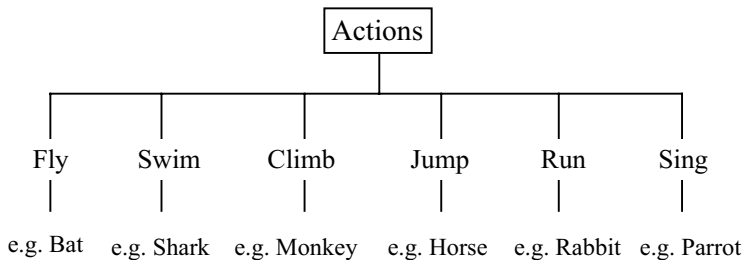 Actions
Fly Swim Climb Jump Run Sing
e.g. Bat e.g. Shark e.g. Monkey e.g. Horse e.g. Rabbit e.g. Parrot